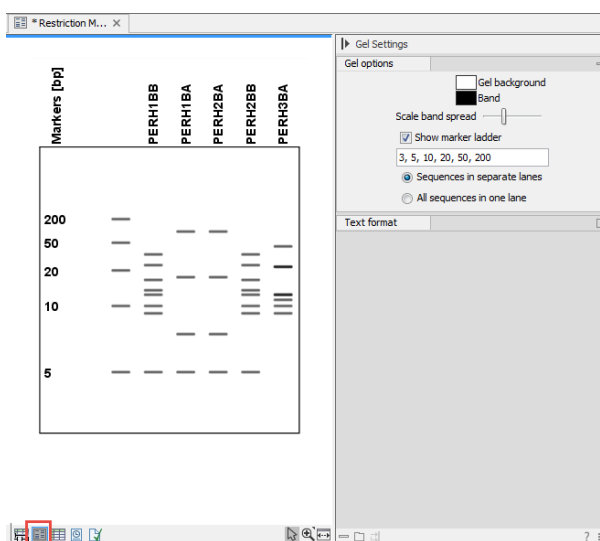 * Restriction M...
Gel Settings
Gel options
Gel background
Band
Scale band spread
Show marker ladder
3, 5, 10, 20, 50, 200
Sequences in separate lanes
All sequences in one lane
Text format
Markers [bp]
PERH1BB
PERH1BA
PERH2BA
PERH2BB
PERH3BA
200
50
20
10
5
?